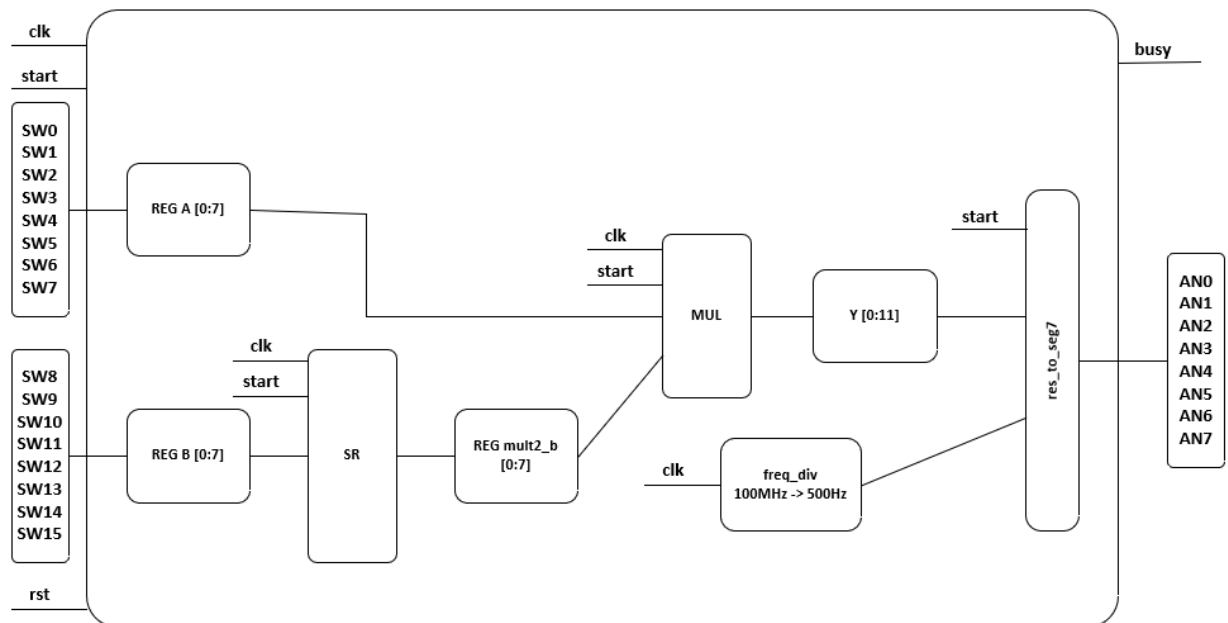 clk
start
SW0
SW1
SW2
SW3
SW4
SW5
SW6
SW7
SW8
SW9
SW10
SW11
SW12
SW13
SW14
SW15
rst
REG A [0:7]
REG B [0:7]
clk
start
SR
REG mult2_b
[0:7]
clk
start
MUL
Y [0:11]
clk
freq_div
100MHz -> 500Hz
start
res_to_seg7
busy
AN0
AN1
AN2
AN3
AN4
AN5
AN6
AN7